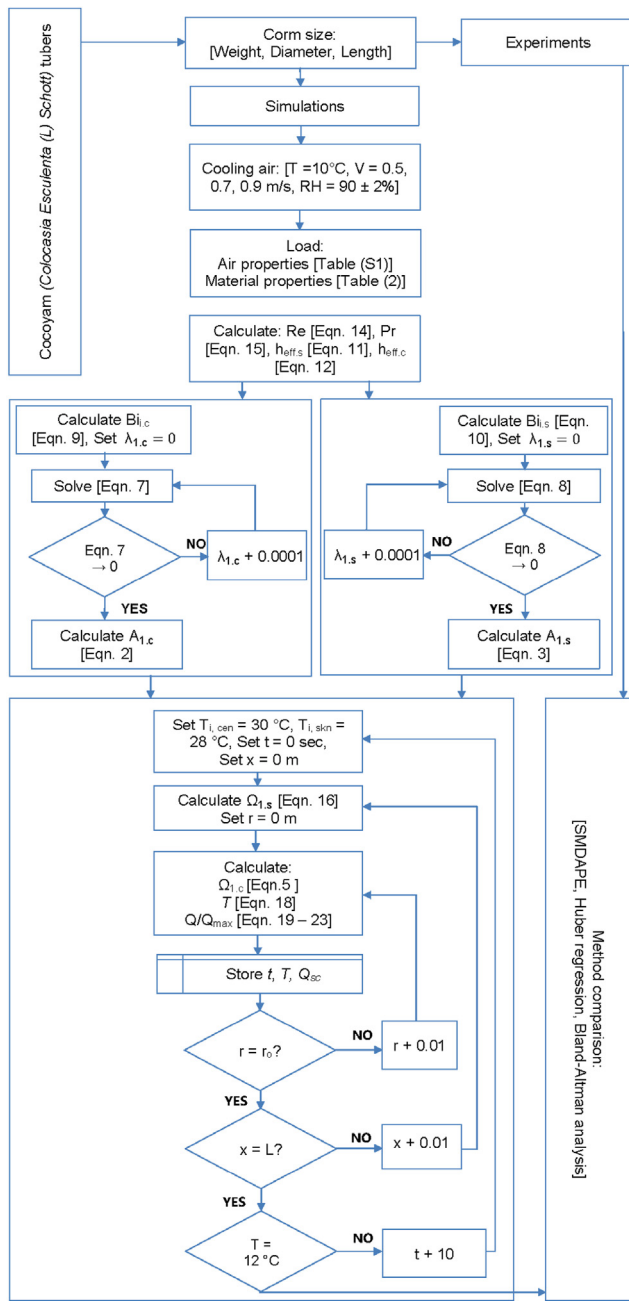 Cocoyam (Colocasia Esculenta (L) Schott) tubers
Corm size:
[Weight, Diameter, Length]
Experiments
Simulations
Cooling air: [T =10°C, V = 0.5,
0.7, 0.9 m/s, RH = 90 ± 2%]
Load:
Air properties [Table (S1)]
Material properties [Table (2)]
Calculate: Re [Eqn. 14], Pr
[Eqn. 15], heff.s [Eqn. 11], heff.c
[Eqn. 12]
Calculate Bii.c
[Eqn. 9], Set λ1.c = 0
Solve [Eqn. 7]
Eqn. 7
→ 0
NO
λ1.c + 0.0001
YES
Calculate A1.c
[Eqn. 2]
Calculate Bii.s [Eqn.
10], Set λ1.s = 0
Solve [Eqn. 8]
Eqn. 8
→ 0
NO
λ1.s + 0.0001
YES
Calculate A1.s
[Eqn. 3]
Set Ti, cen = 30 °C, Ti, skn =
28 °C, Set t = 0 sec,
Set x = 0 m
Calculate Ω1.s [Eqn. 16]
Set r = 0 m
Calculate:
Ω1.c [Eqn.5 ]
T [Eqn. 18]
Q/Qmax [Eqn. 19 – 23]
Store t, T, Qsc
r = ro?
NO
r + 0.01
YES
x = L?
NO
x + 0.01
YES
T =
12 °C
NO
t + 10
Method comparison:
[SMDAPE, Huber regression, Bland-Altman analysis]